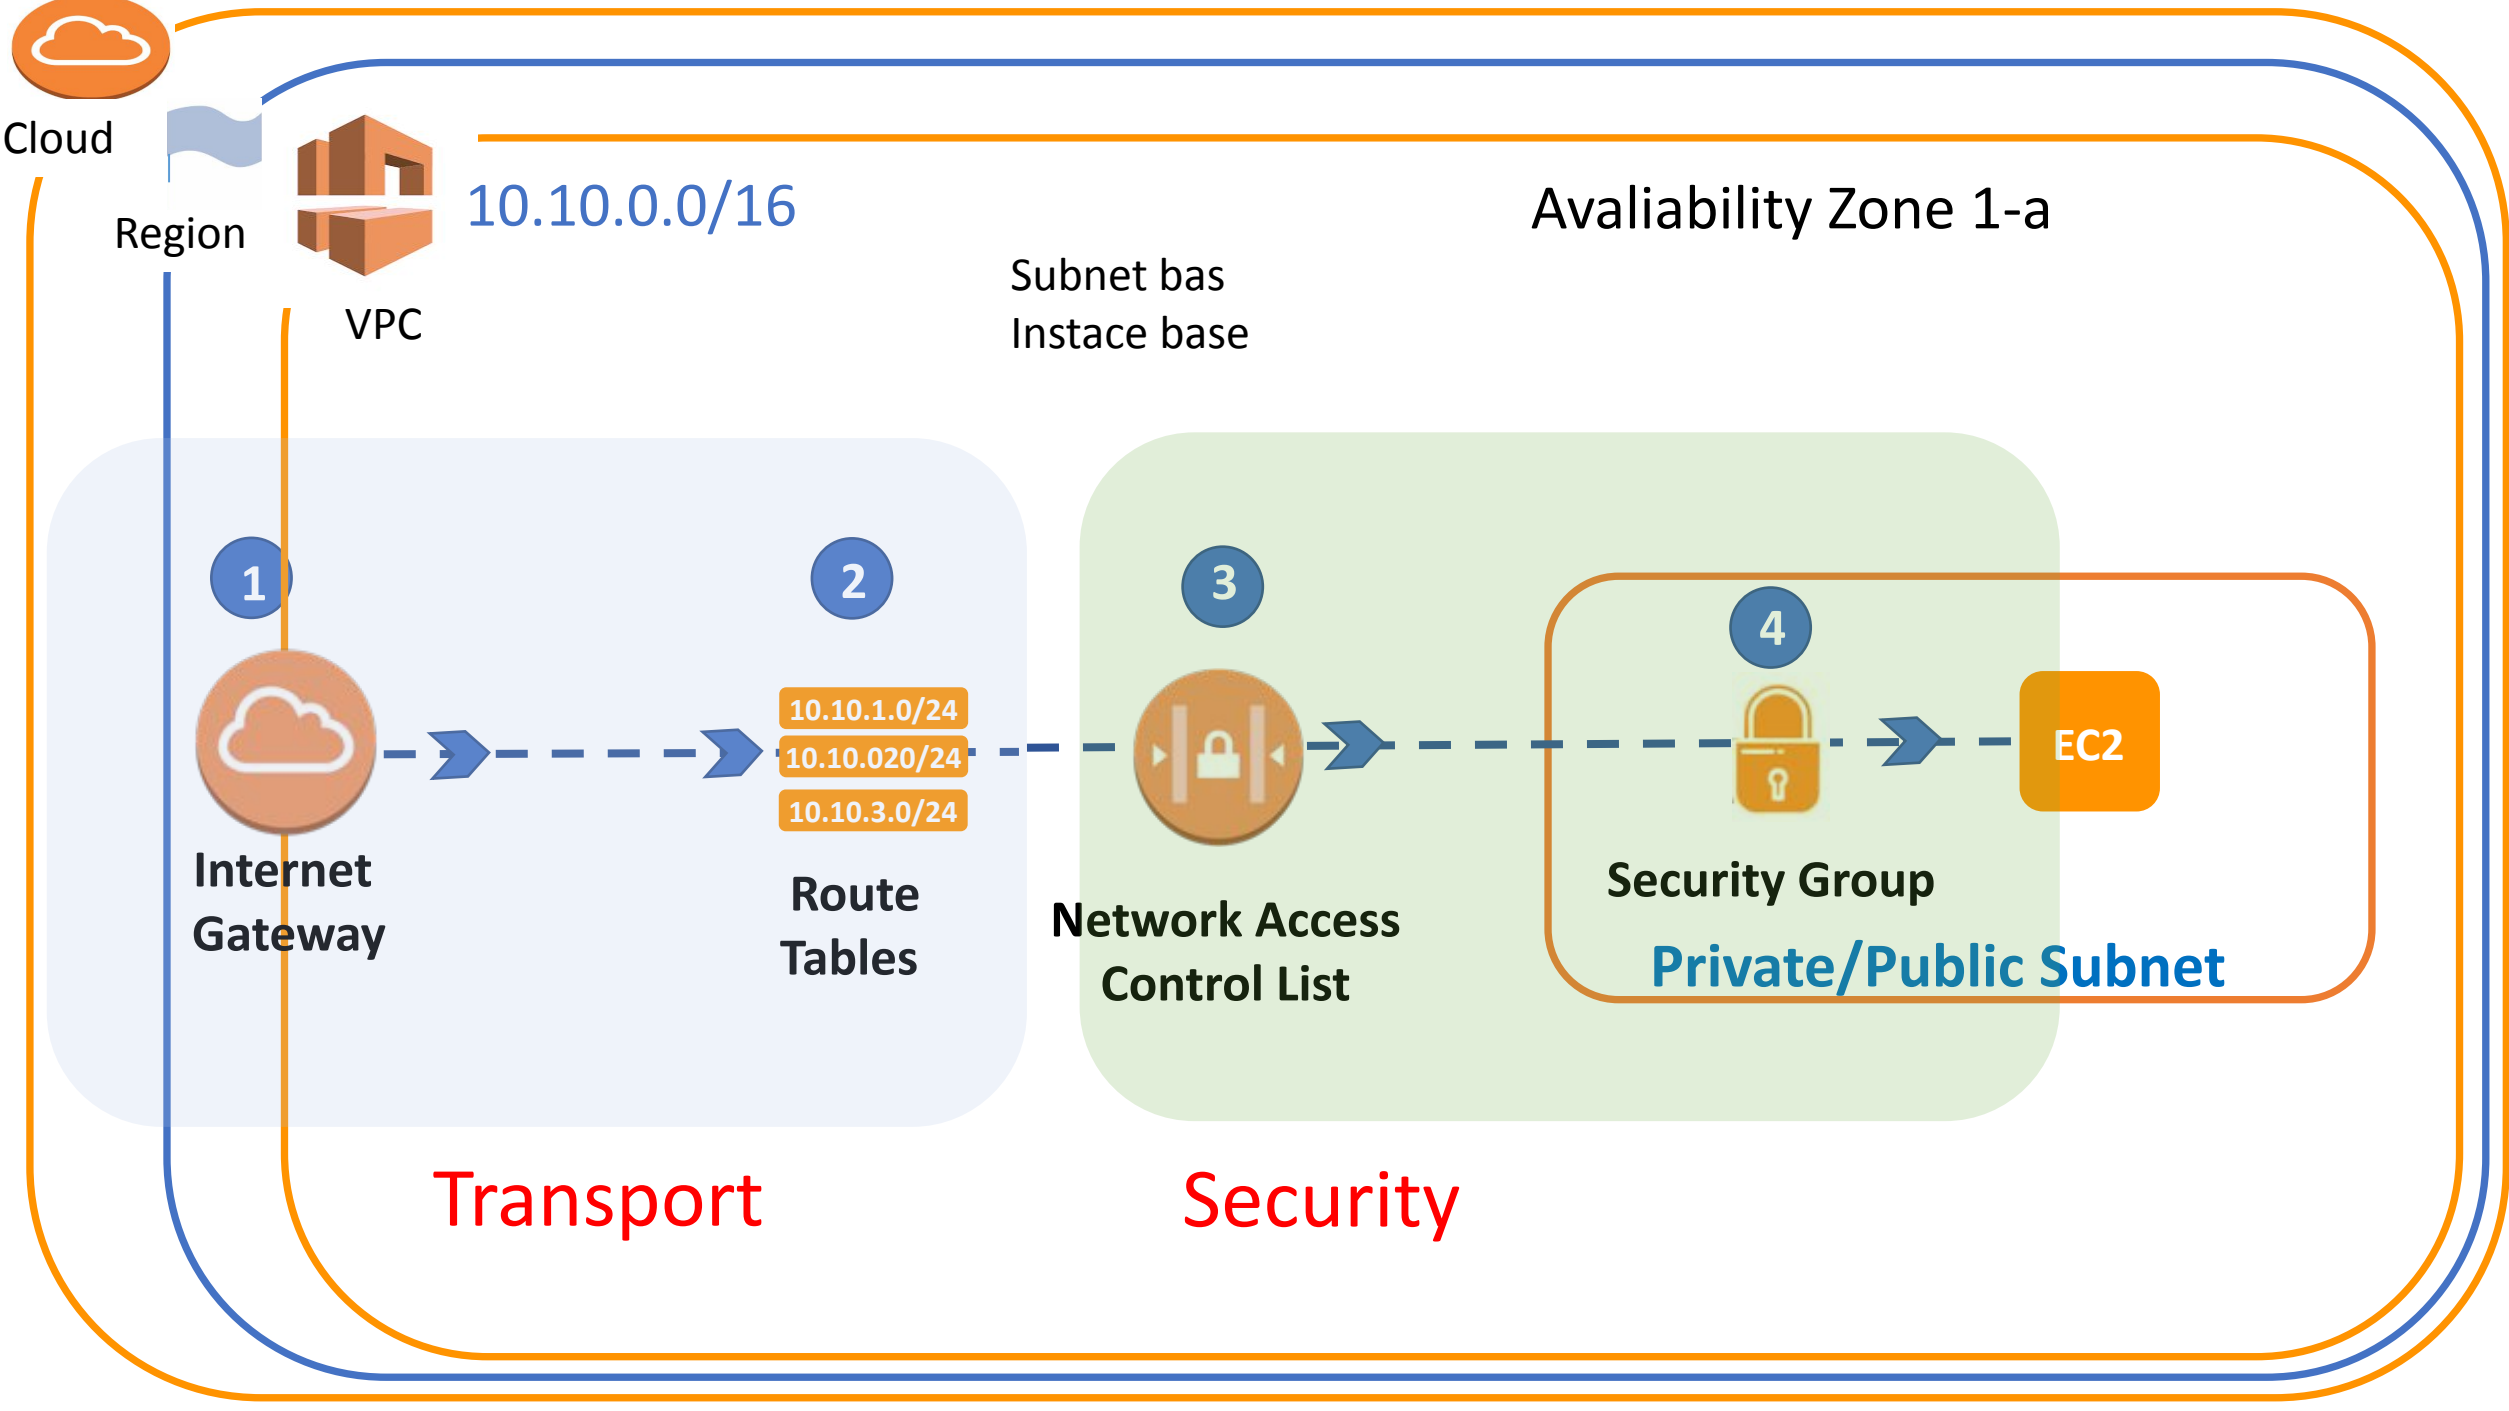 Cloud
Region
VPC
10.10.0.0/16
Avaliability Zone 1-a
Subnet bas
Instace base
1
2
3
4
10.10.1.0/24
10.10.020/24
10.10.3.0/24
EC2
Internet
Gateway
Route
Tables
Network Access
Control List
Security Group
Private/Public Subnet
Transport
Security